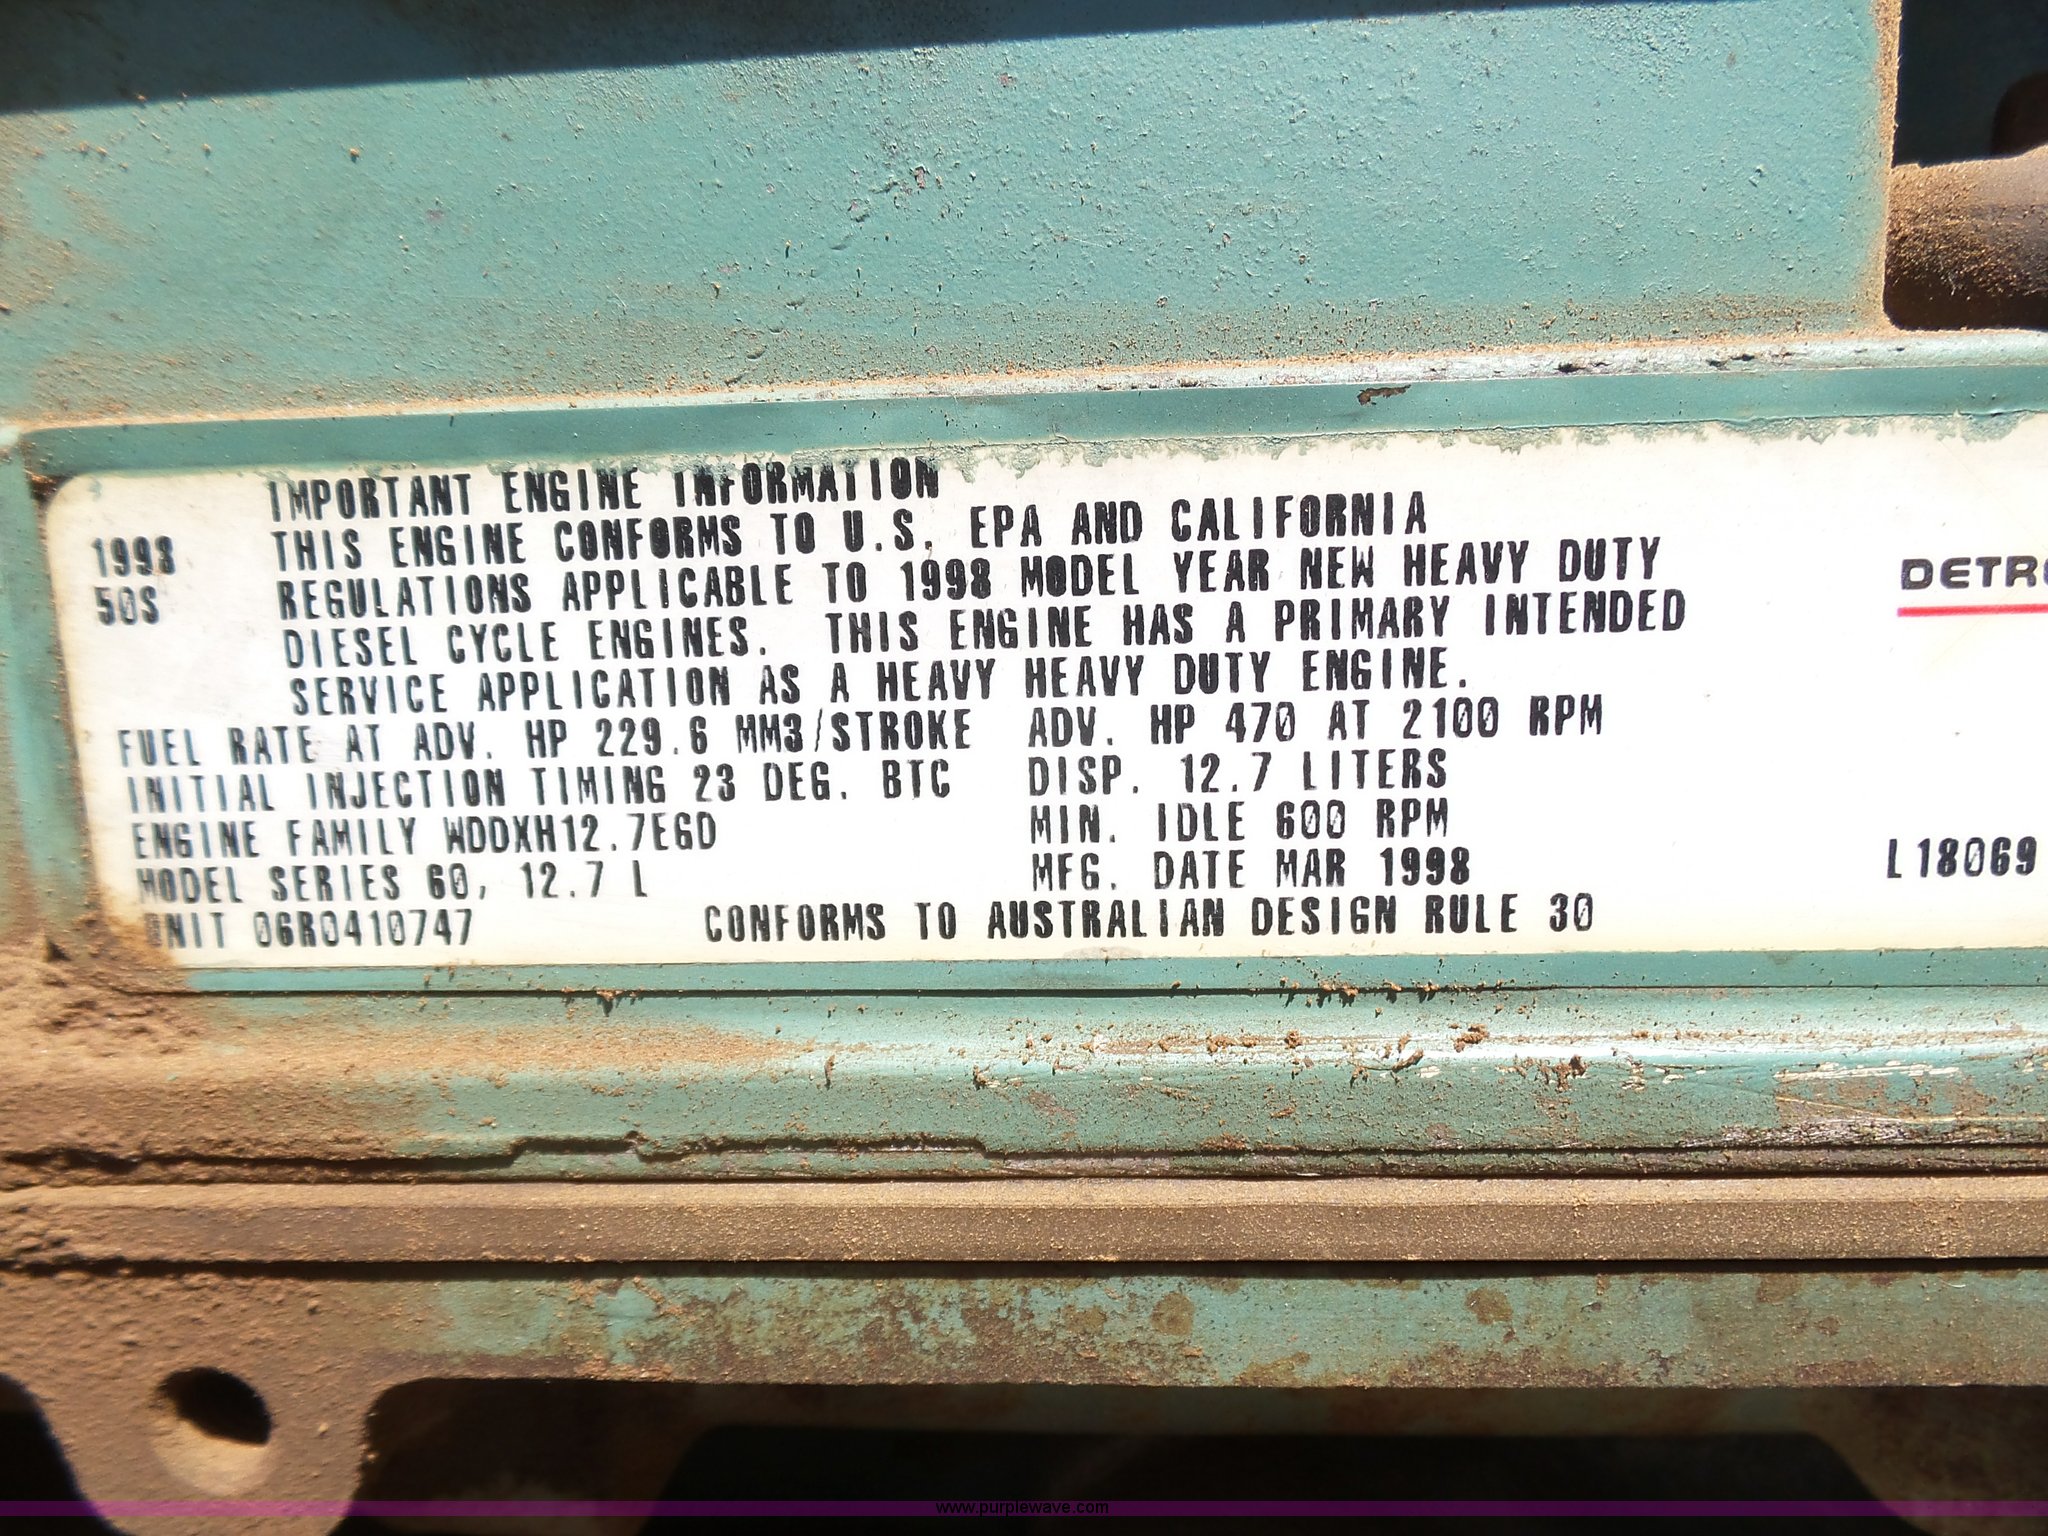 IMPORTANT ENGINE INFORMATION
1998 THIS ENGINE CONFORMS TO U.S. EPA AND CALIFORNIA
50S REGULATIONS APPLICABLE TO 1998 MODEL YEAR NEW HEAVY DUTY
DIESEL CYCLE ENGINES. THIS ENGINE HAS A PRIMARY INTENDED
SERVICE APPLICATION AS A HEAVY HEAVY DUTY ENGINE.
FUEL RATE AT ADV. HP 229.6 MM3/STROKE ADV. HP 470 AT 2100 RPM
INITIAL INJECTION TIMING 23 DEG. BTC DISP. 12.7 LITERS
ENGINE FAMILY WDDXH12.7EGD MIN. IDLE 600 RPM
MODEL SERIES 60, 12.7 L MFG. DATE MAR 1998
UNIT 06R0410747 CONFORMS TO AUSTRALIAN DESIGN RULE 30
DETRO
L18069
www.purplewave.com